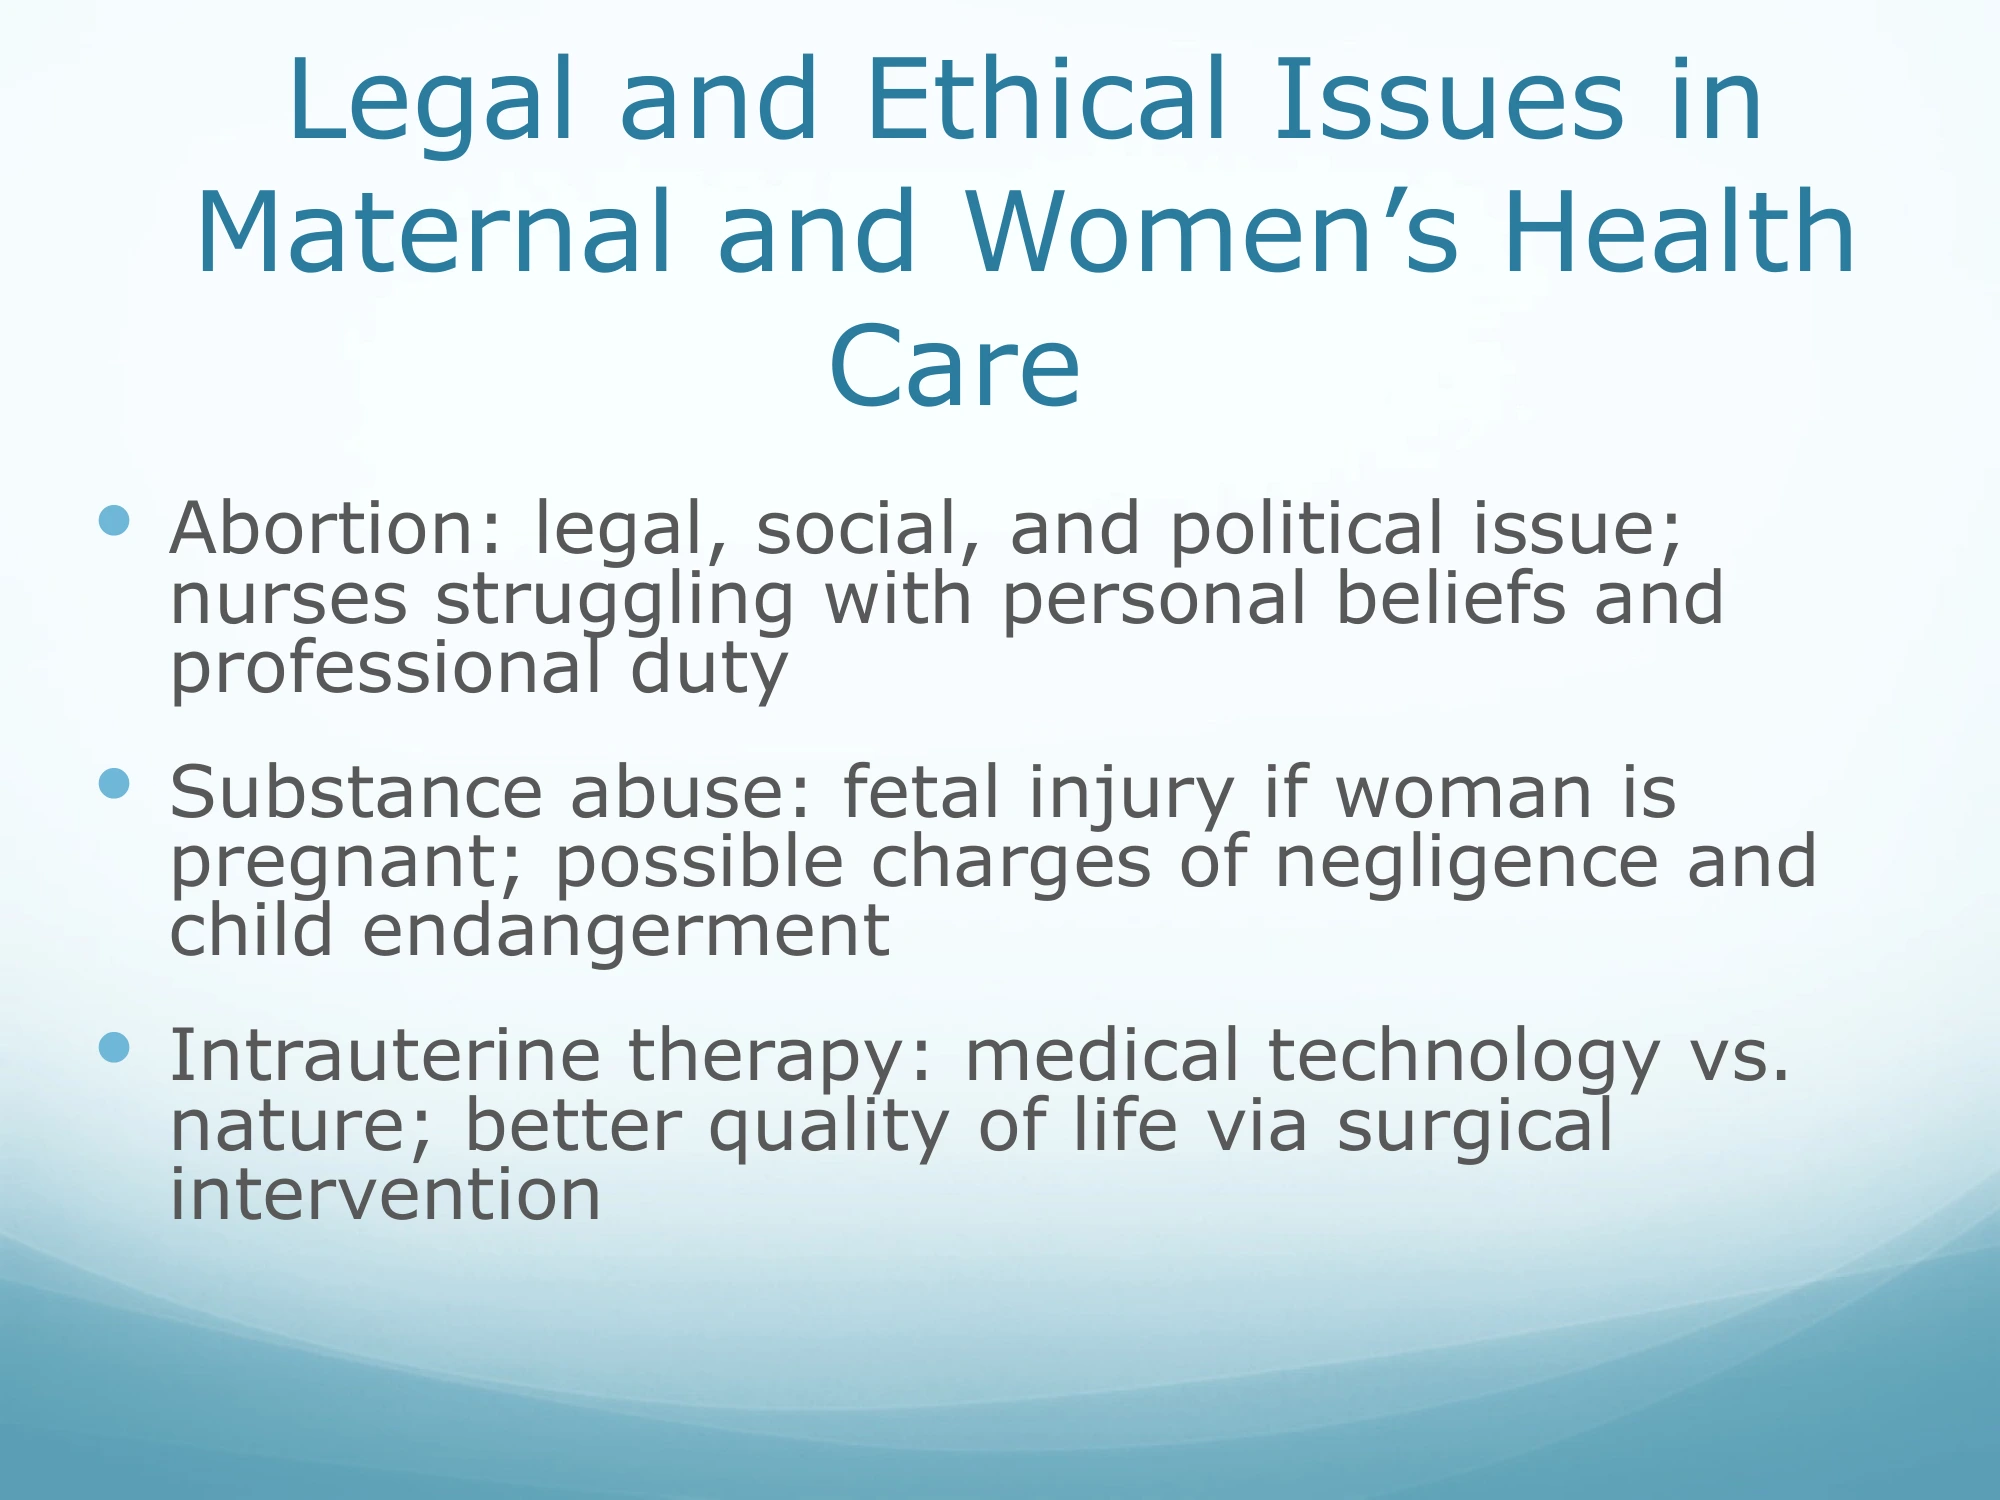 Legal and Ethical Issues in
Maternal and Women’s Health
Care
• Abortion: legal, social, and political issue;
nurses struggling with personal beliefs and
professional duty
• Substance abuse: fetal injury if woman is
pregnant; possible charges of negligence and
child endangerment
• Intrauterine therapy: medical technology vs.
nature; better quality of life via surgical
intervention